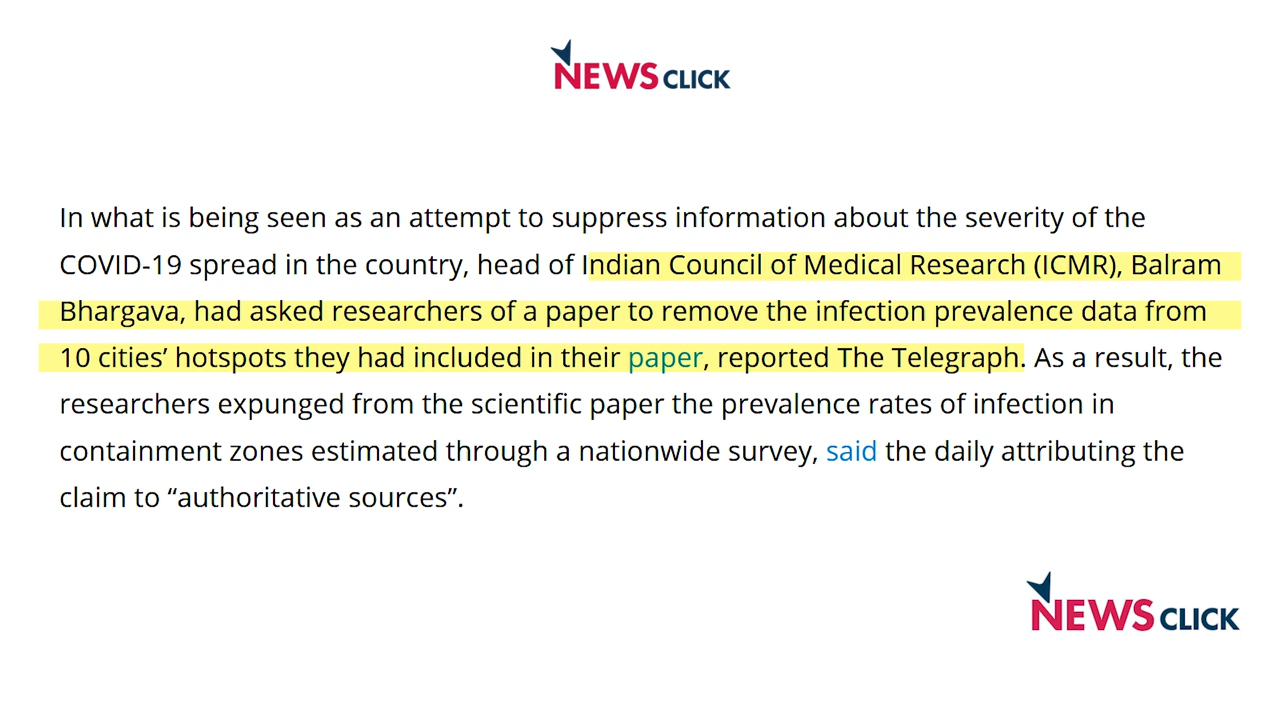 NEWS CLICK
In what is being seen as an attempt to suppress information about the severity of the
COVID-19 spread in the country, head of Indian Council of Medical Research (ICMR), Balram
Bhargava, had asked researchers of a paper to remove the infection prevalence data from
10 cities’ hotspots they had included in their paper, reported The Telegraph. As a result, the
researchers expunged from the scientific paper the prevalence rates of infection in
containment zones estimated through a nationwide survey, said the daily attributing the
claim to “authoritative sources”.
NEWS CLICK